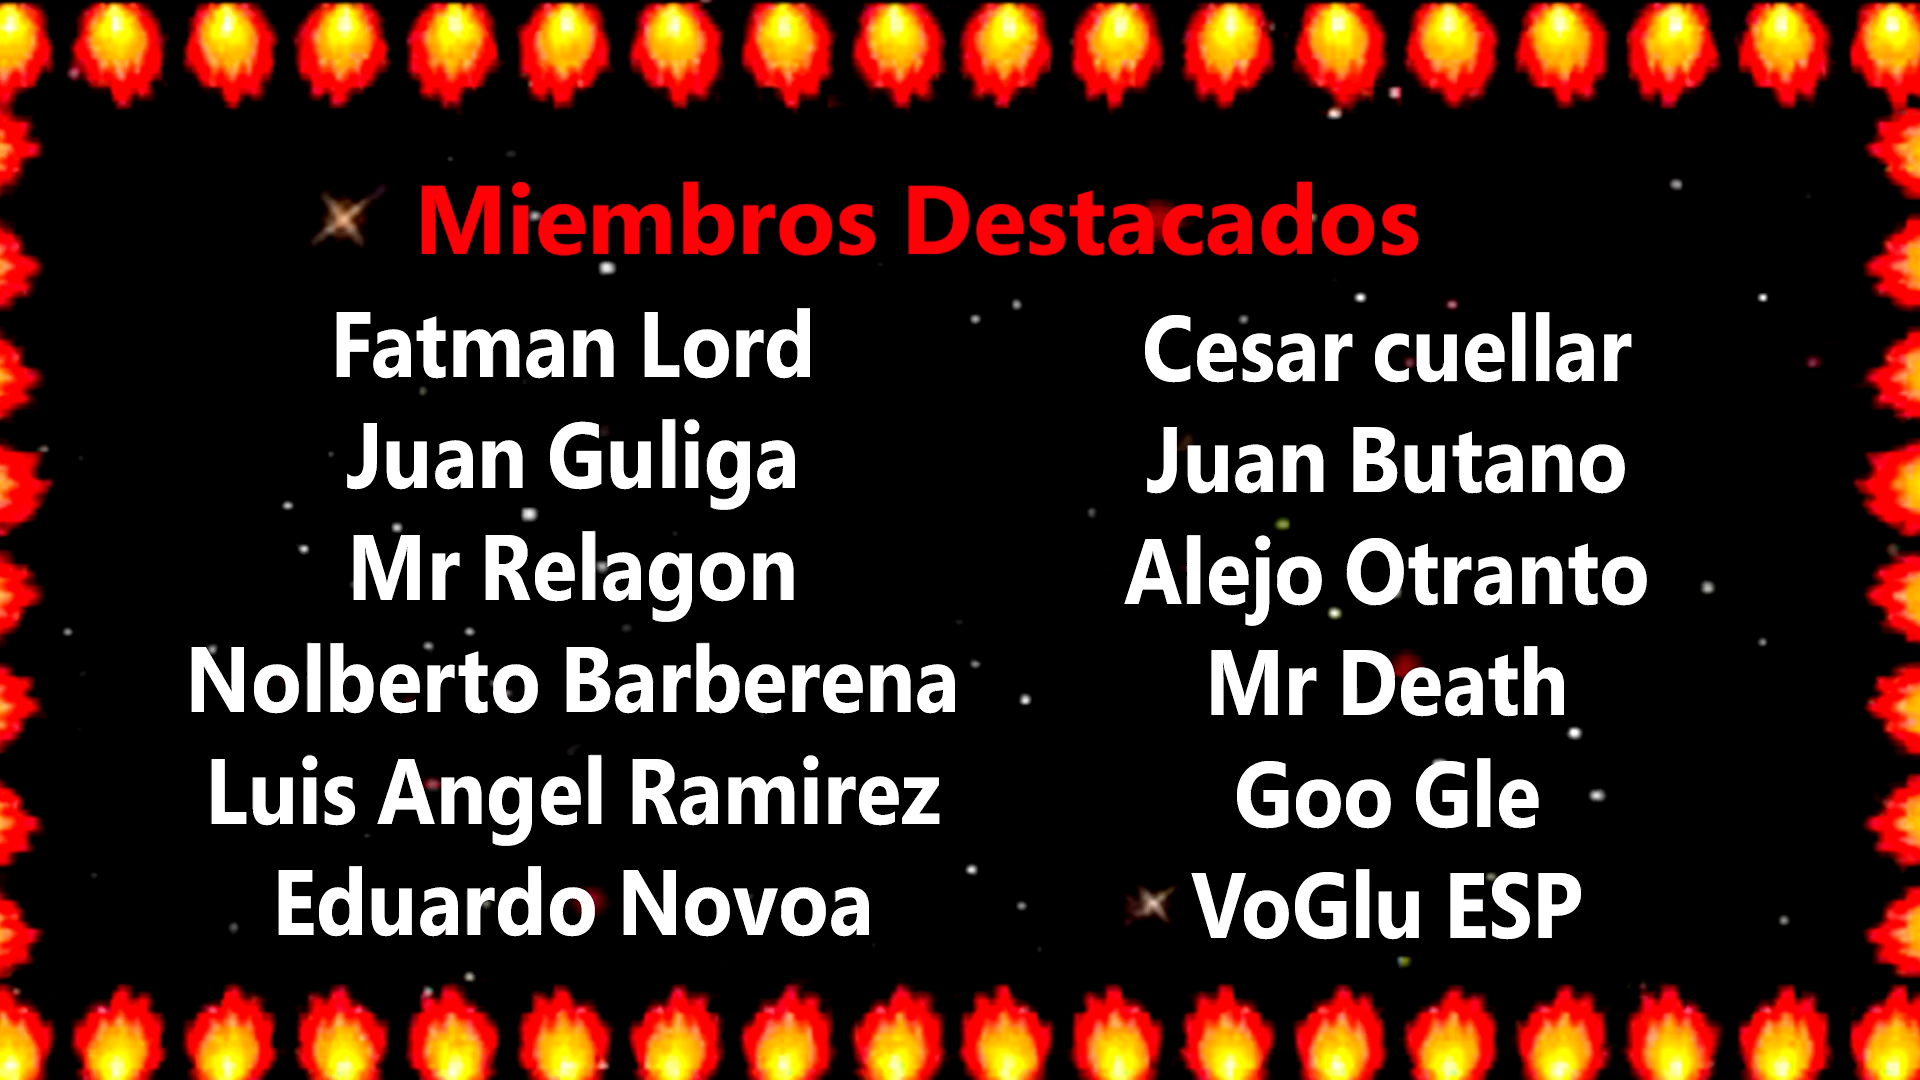 Miembros Destacados
Fatman Lord
Juan Guliga
Mr Relagon
Nolberto Barberena
Luis Angel Ramirez
Eduardo Novoa
Cesar cuellar
Juan Butano
Alejo Otranto
Mr Death
Goo Gle
VoGlu ESP